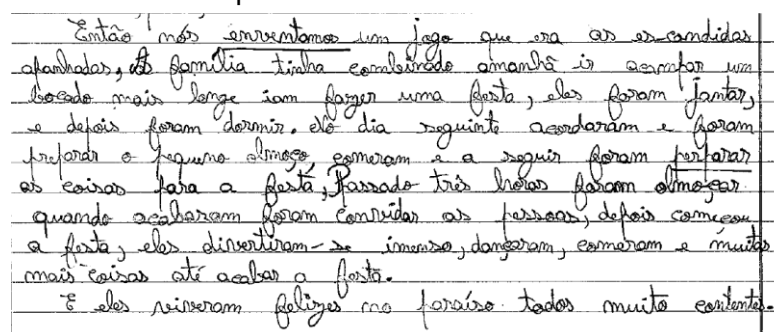 Então nós enventamos um jogo que era as es-condidas
apanhadas, A família tinha combinado amanhã ir acampar um
bocado mais longe iam fazer uma festa, eles foram jantar,
e depois foram dormir. No dia seguinte acordaram e foram
preparar o pequeno almoço, comeram e a seguir foram perparar
as coisas para a festa, Passado três horas foram almoçar.
quando acabaram foram convidar as pessoas, depois começou
a festa, eles divertiram-se imenso, dançaram, comeram e muitas
mais coisas até acabar a festa.
E eles viveram felizes no paraíso todos muito contentes.